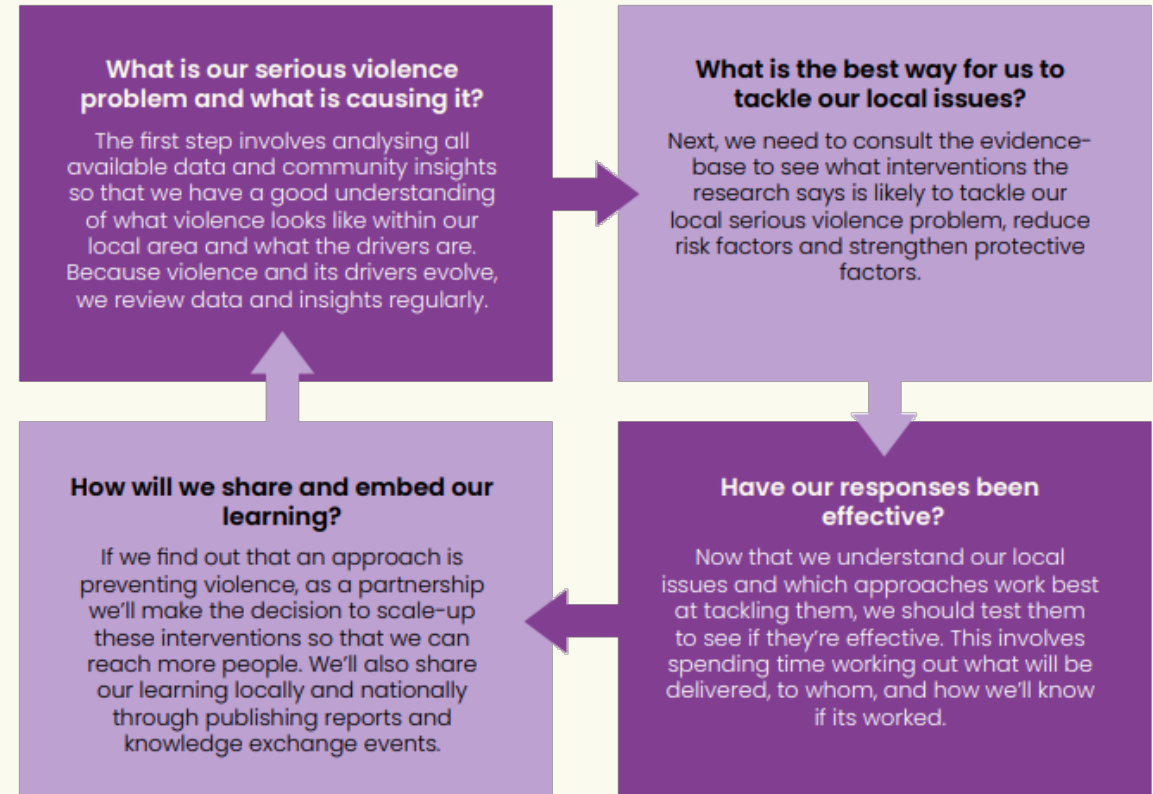 What is our serious violence
problem and what is causing it?
The first step involves analysing all
available data and community insights
so that we have a good understanding
of what violence looks like within our
local area and what the drivers are.
Because violence and its drivers evolve,
we review data and insights regularly.
What is the best way for us to
tackle our local issues?
Next, we need to consult the evidence-
base to see what interventions the
research says is likely to tackle our
local serious violence problem, reduce
risk factors and strengthen protective
factors.
Have our responses been
effective?
Now that we understand our local
issues and which approaches work best
at tackling them, we should test them
to see if they're effective. This involves
spending time working out what will be
delivered, to whom, and how we'll know
if its worked.
How will we share and embed our
learning?
If we find out that an approach is
preventing violence, as a partnership
we'll make the decision to scale-up
these interventions so that we can
reach more people. We'll also share
our learning locally and nationally
through publishing reports and
knowledge exchange events.